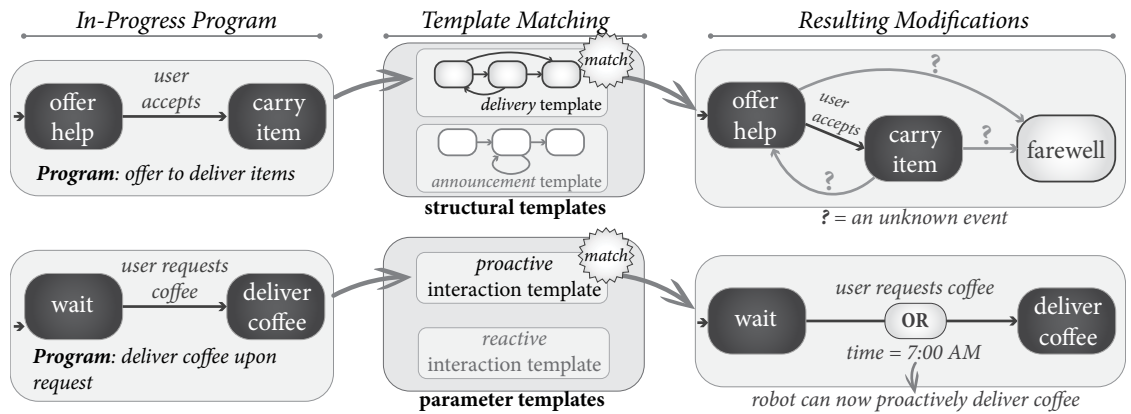 In-Progress Program
Template Matching
Resulting Modifications
offer
help
user
accepts
carry
item
Program: offer to deliver items
match
delivery template
announcement template
structural templates
offer
help
user
accepts
carry
item
?
?
?
farewell
? = an unknown event
wait
user requests
coffee
deliver
coffee
Program: deliver coffee upon
request
match
proactive
interaction template
reactive
interaction template
parameter templates
wait
user requests coffee
OR
time = 7:00 AM
deliver
coffee
robot can now proactively deliver coffee